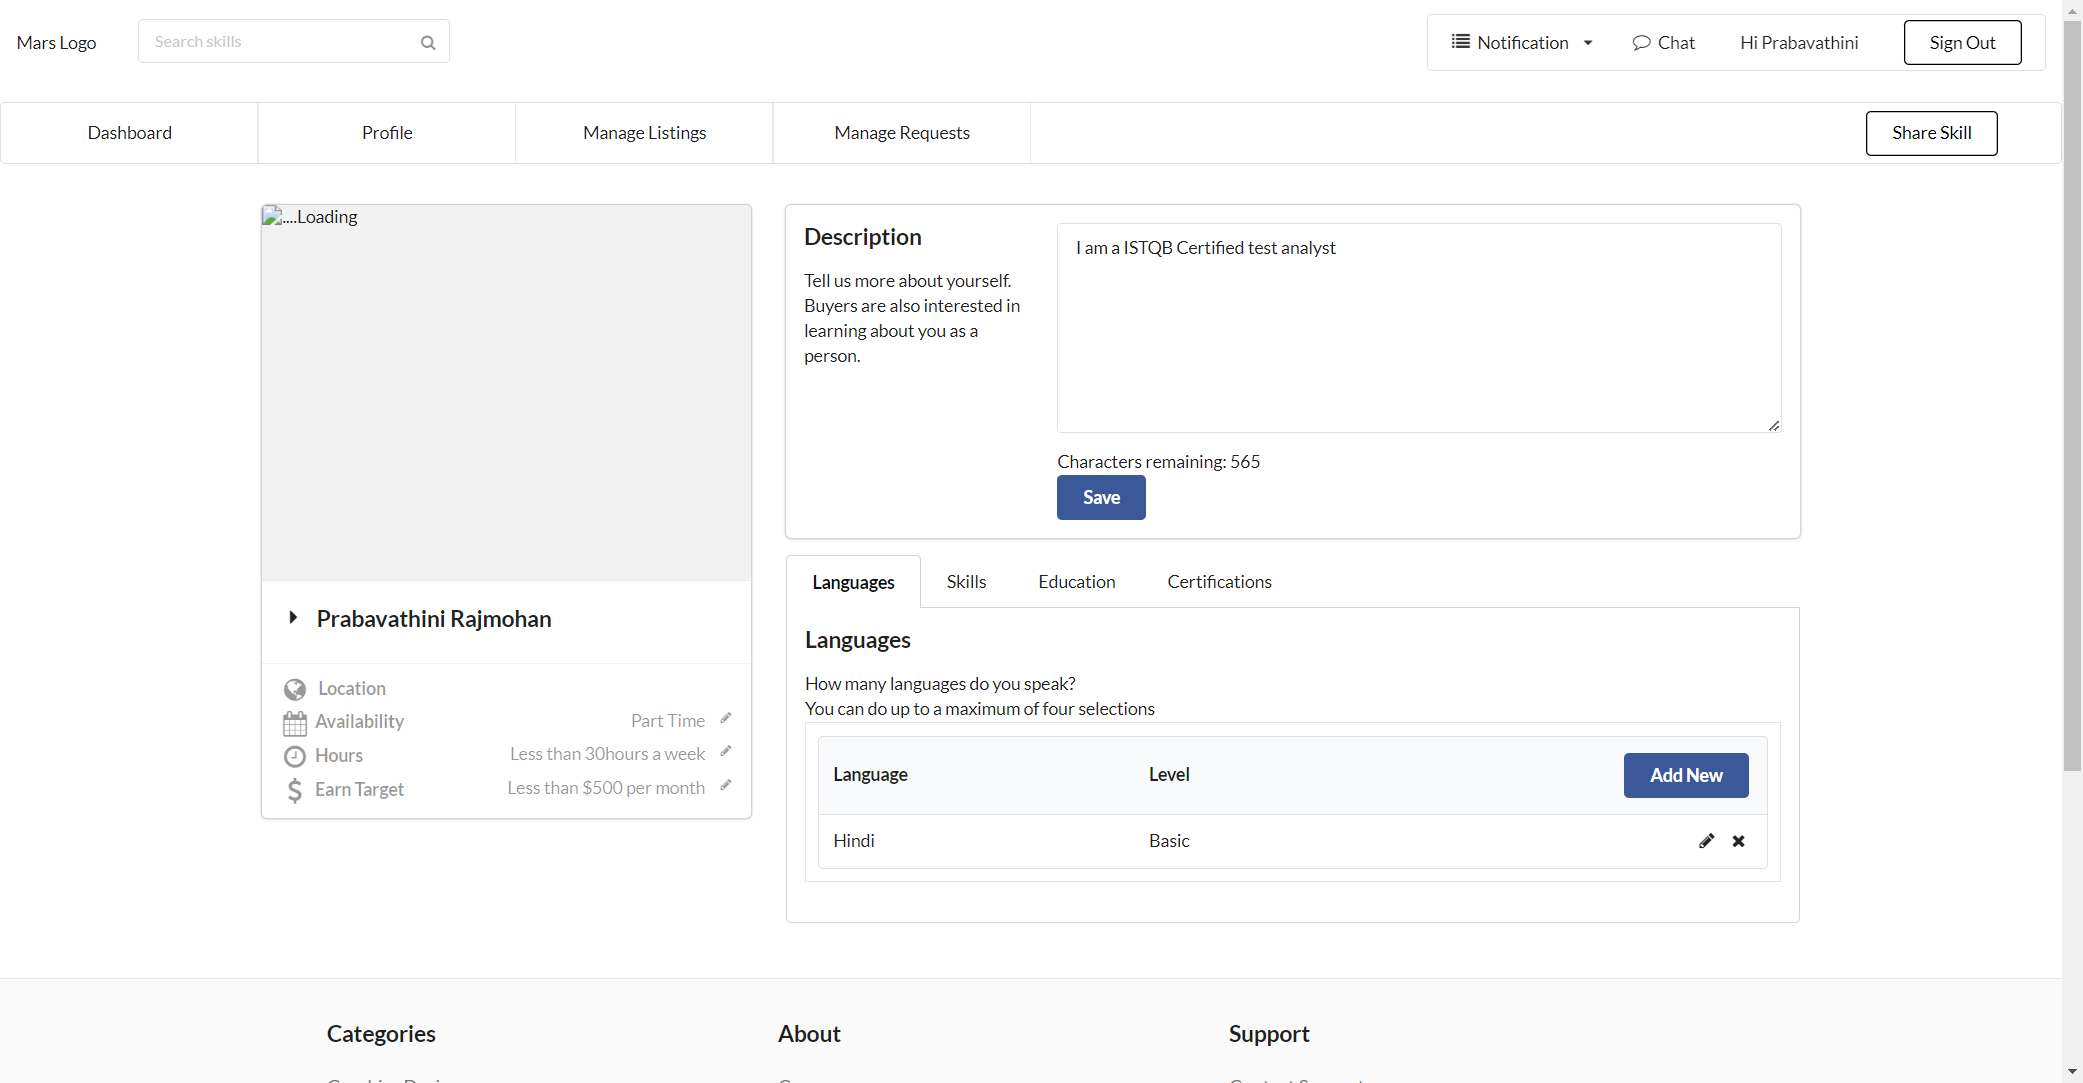 Mars Logo
Search skills
Notification
Chat
Hi Prabavathini
Sign Out
Dashboard
Profile
Manage Listings
Manage Requests
Share Skill
....Loading
Prabavathini Rajmohan
Location
Availability
Part Time
Hours
Less than 30hours a week
Earn Target
Less than $500 per month
Description
Tell us more about yourself.
Buyers are also interested in
learning about you as a
person.
I am a ISTQB Certified test analyst
Characters remaining: 565
Save
Languages
Skills
Education
Certifications
Languages
How many languages do you speak?
You can do up to a maximum of four selections
Language
Level
Add New
Hindi
Basic
Categories
About
Support